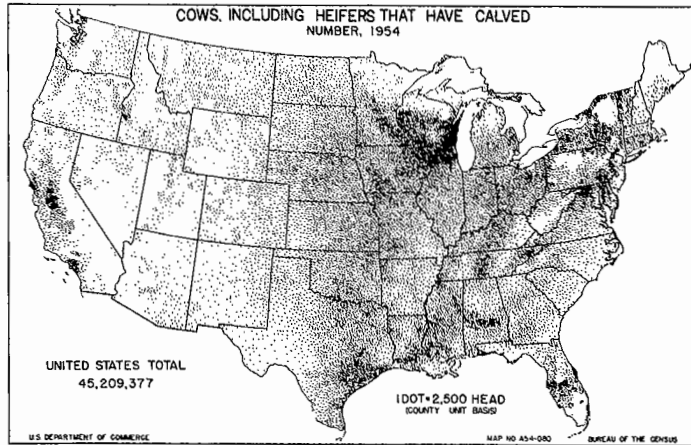 COWS, INCLUDING HEIFERS THAT HAVE CALVED
NUMBER, 1954
UNITED STATES TOTAL
45,209,377
1 DOT=2,500 HEAD
(COUNTY UNIT BASIS)
U.S. DEPARTMENT OF COMMERCE
MAP NO. A54-080
BUREAU OF THE CENSUS